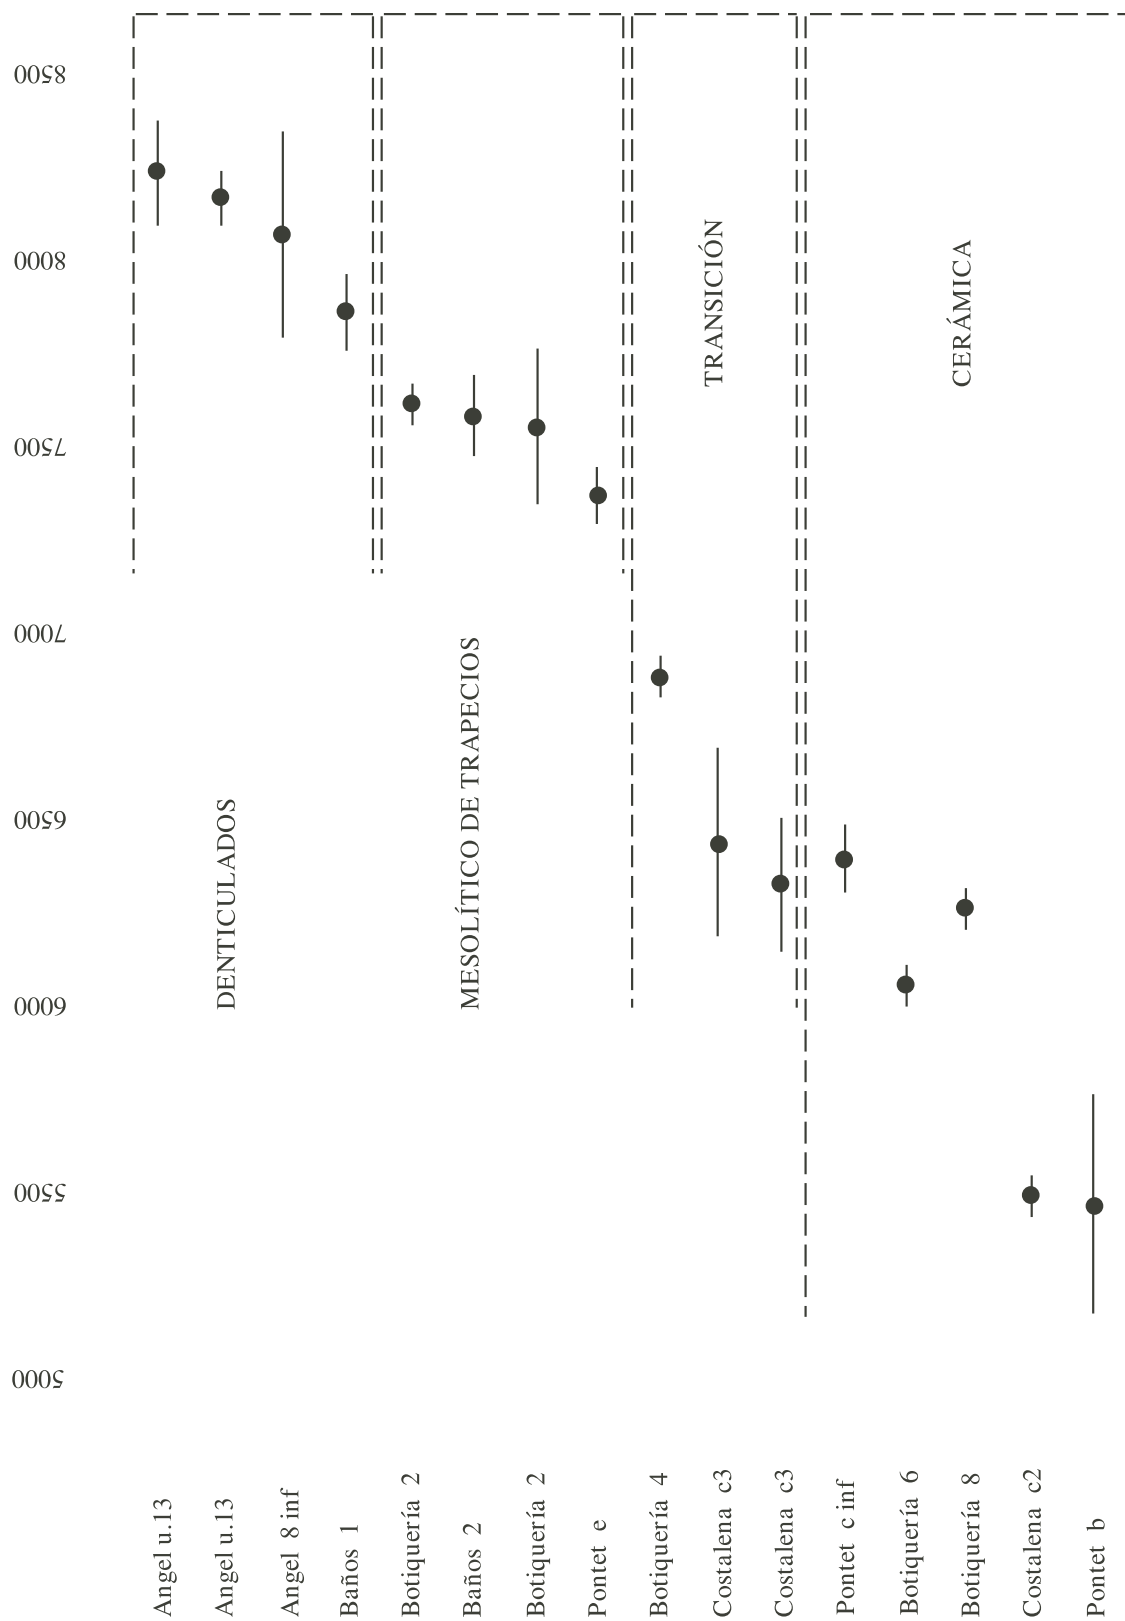 8500
8000
7500
7000
6500
6000
5500
5000
DENTICULADOS
MESOLÍTICO DE TRAPECIOS
TRANSICIÓN
CERÁMICA
Angel u.13
Angel u.13
Angel 8 inf
Baños 1
Botiquería 2
Baños 2
Botiquería 2
Pontet e
Botiquería 4
Costalena c3
Costalena c3
Pontet c inf
Botiquería 6
Botiquería 8
Costalena c2
Pontet b